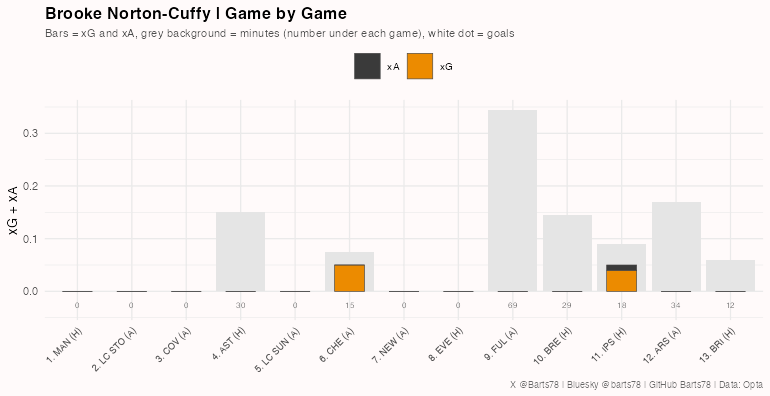 Brooke Norton-Cuffy | Game by Game
Bars = xG and xA, grey background = minutes (number under each game), white dot = goals
xA xG
xG + xA
0.3
0.2
0.1
0.0
0 0 0 30 0 15 0 0 69 29 18 34 12
1. MAN (H)
2. LC STO (A)
3. COV (A)
4. AST (H)
5. LC SUN (A)
6. CHE (A)
7. NEW (A)
8. EVE (H)
9. FUL (A)
10. BRE (H)
11. IPS (H)
12. ARS (A)
13. BRI (H)
X @Barts78 | Bluesky @barts78 | GitHub Barts78 | Data: Opta